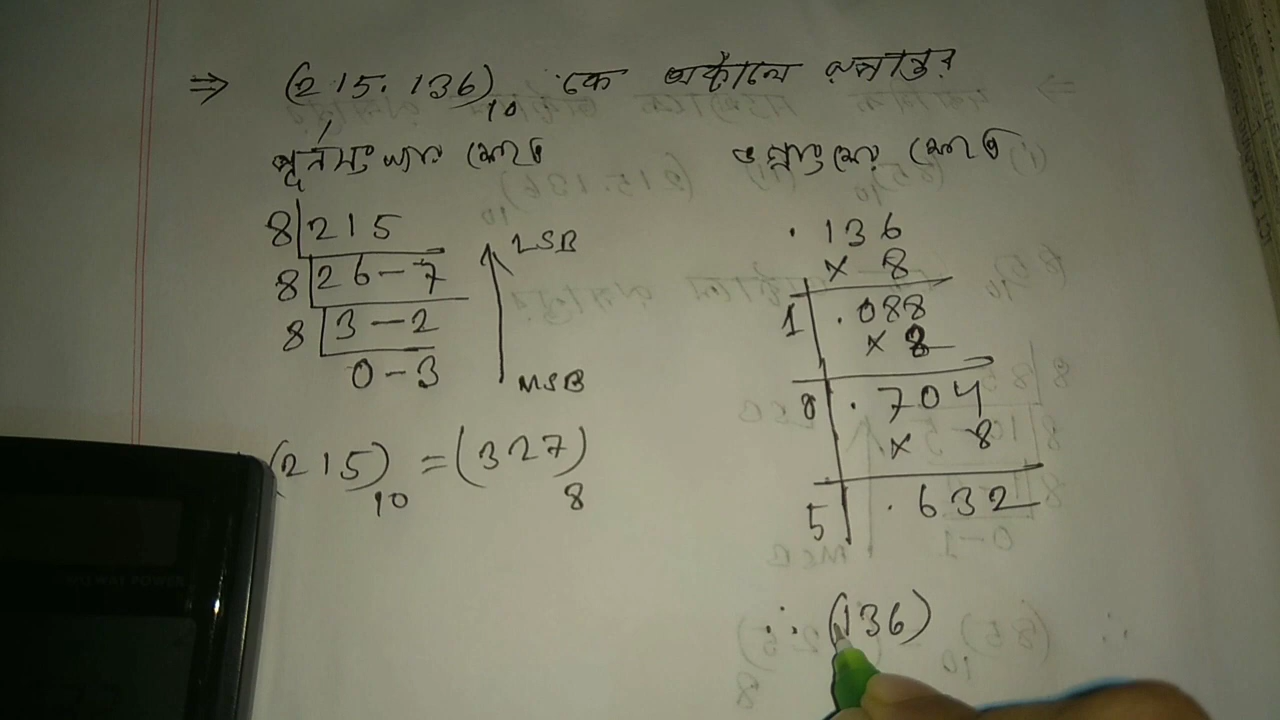 ⇒ (215.136)₁₀ কে অকটালে রূপান্তর
পূর্ণসংখ্যার ক্ষেত্রে
8|215
8|26-7
8|3-2
0-3
LSB
MSB
(215)₁₀ = (327)₈
ভগ্নাংশের ক্ষেত্রে
.136
× 8
1|.088
× 8
0|.704
× 8
5|.632
∴ (136)